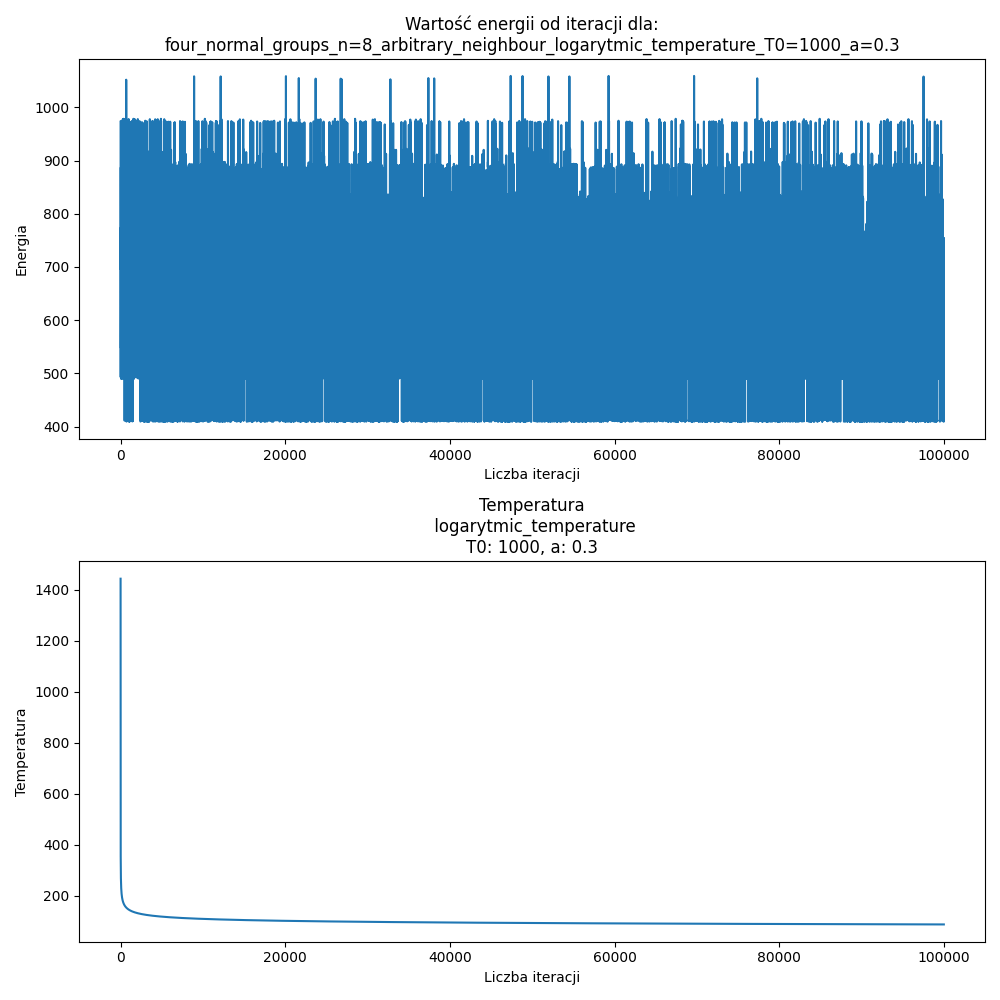 Wartość energii od iteracji dla:
four_normal_groups_n=8_arbitrary_neighbour_logarytmic_temperature_T0=1000_a=0.3
1000
900
800
700
600
500
400
Energia
0 20000 40000 60000 80000 100000
Liczba iteracji
Temperatura
logarytmic_temperature
T0: 1000, a: 0.3
1400
1200
1000
800
600
400
200
Temperatura
0 20000 40000 60000 80000 100000
Liczba iteracji